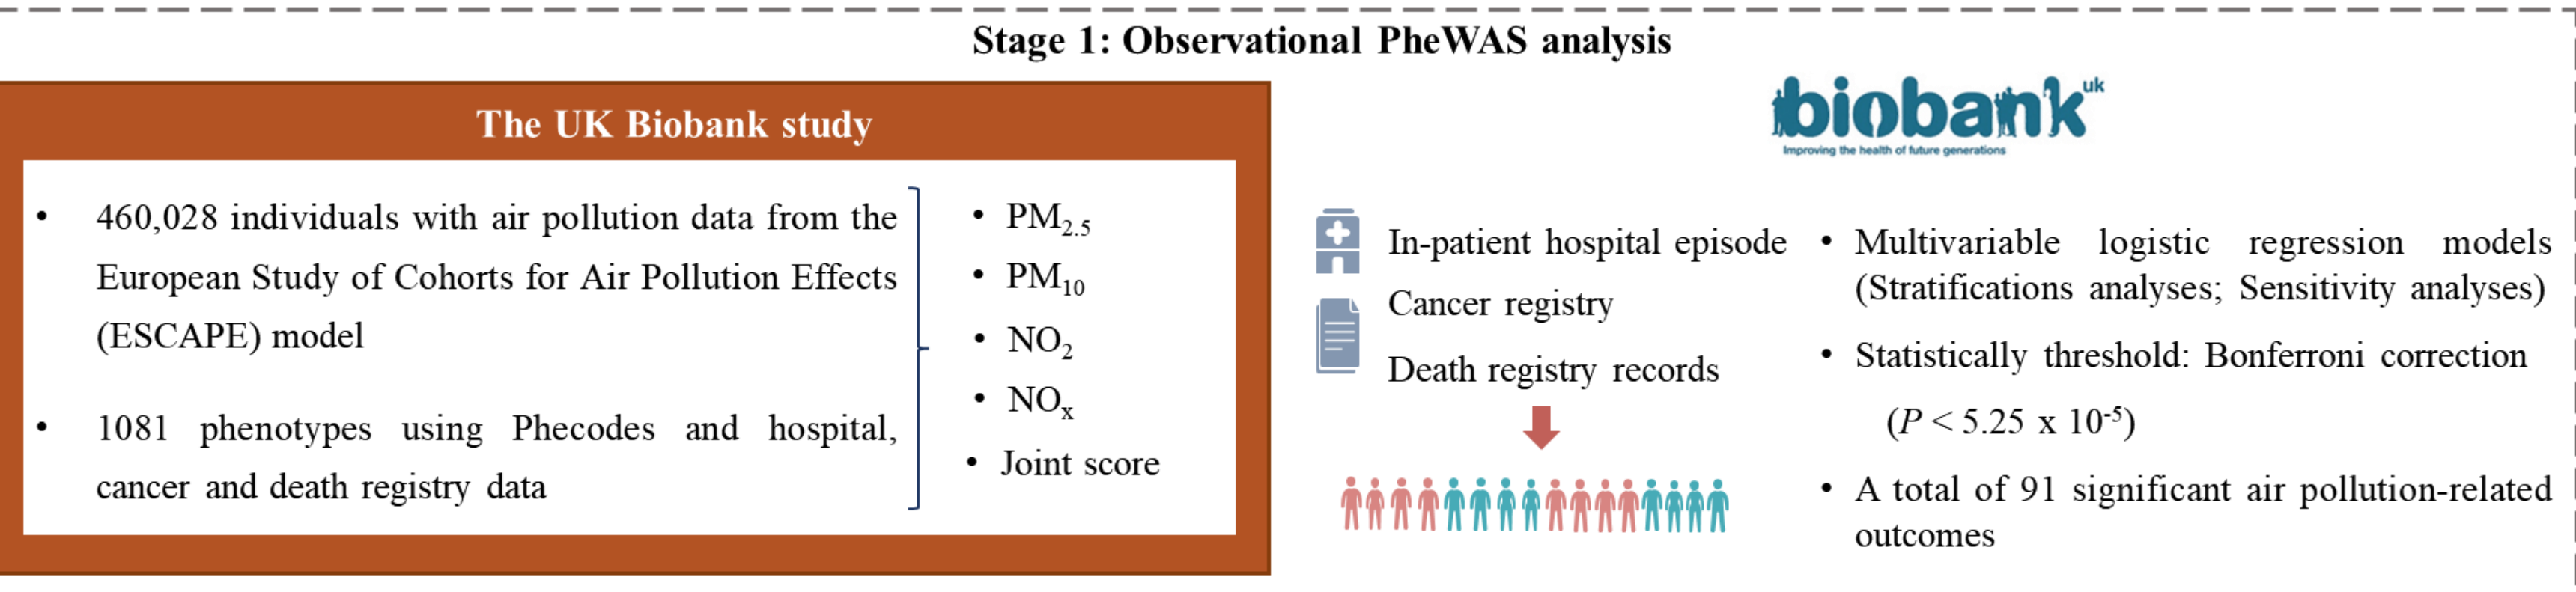 Stage 1: Observational PheWAS analysis
The UK Biobank study
• 460,028 individuals with air pollution data from the
European Study of Cohorts for Air Pollution Effects
(ESCAPE) model
• 1081 phenotypes using Phecodes and hospital,
cancer and death registry data
• PM2.5
• PM10
• NO2
• NOx
• Joint score
biobank uk
Improving the health of future generations
In-patient hospital episode
Cancer registry
Death registry records
• Multivariable logistic regression models
(Stratifications analyses; Sensitivity analyses)
• Statistically threshold: Bonferroni correction
(P < 5.25 x 10-5)
• A total of 91 significant air pollution-related
outcomes